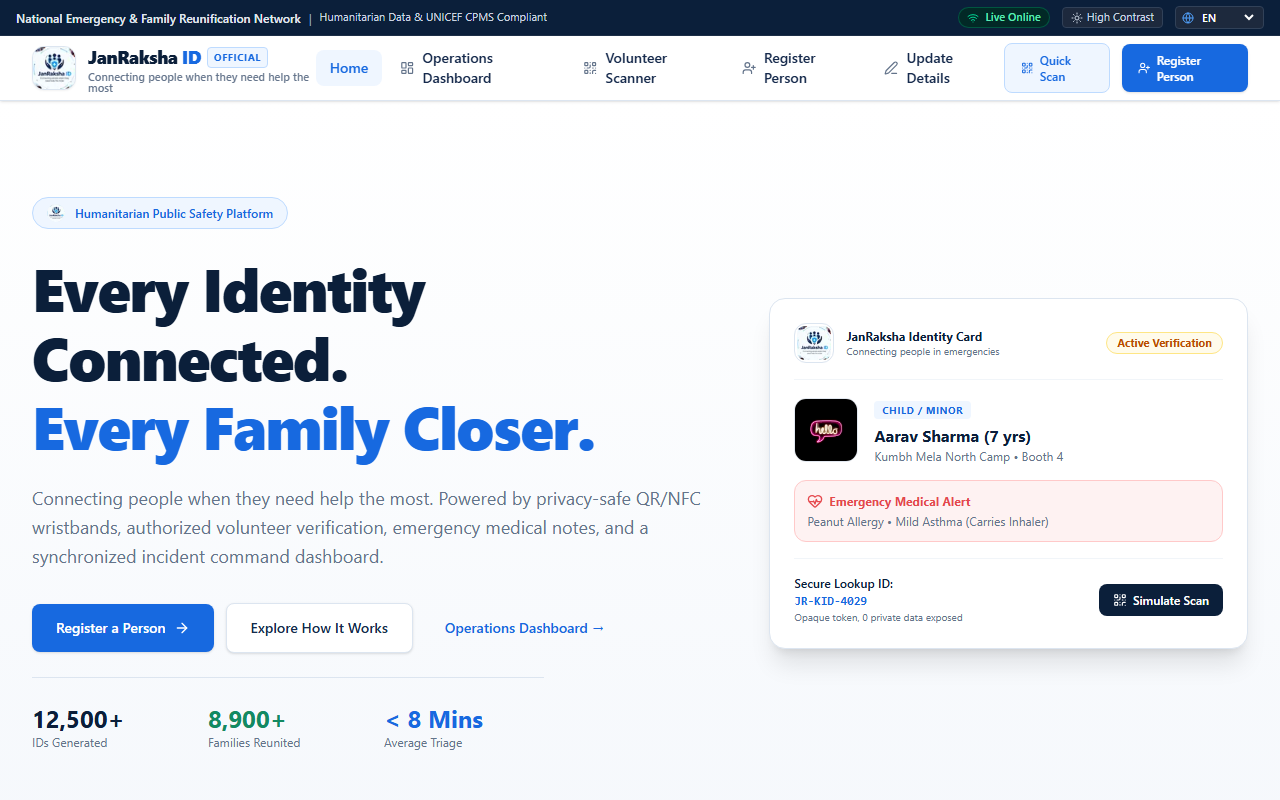 National Emergency & Family Reunification Network | Humanitarian Data & UNICEF CPMS Compliant
Live Online
High Contrast
EN
JanRaksha ID
JanRaksha ID OFFICIAL
Connecting people when they need help the
most
Home
Operations
Dashboard
Volunteer
Scanner
Register
Person
Update
Details
Quick
Scan
Register
Person
Humanitarian Public Safety Platform
Every Identity
Connected.
Every Family Closer.
Connecting people when they need help the most. Powered by privacy-safe QR/NFC
wristbands, authorized volunteer verification, emergency medical notes, and a
synchronized incident command dashboard.
Register a Person →
Explore How It Works
Operations Dashboard →
12,500+
IDs Generated
8,900+
Families Reunited
< 8 Mins
Average Triage
JanRaksha ID
JanRaksha Identity Card
Connecting people in emergencies
Active Verification
hello
CHILD / MINOR
Aarav Sharma (7 yrs)
Kumbh Mela North Camp • Booth 4
Emergency Medical Alert
Peanut Allergy • Mild Asthma (Carries Inhaler)
Secure Lookup ID:
JR-KID-4029
Opaque token, 0 private data exposed
Simulate Scan